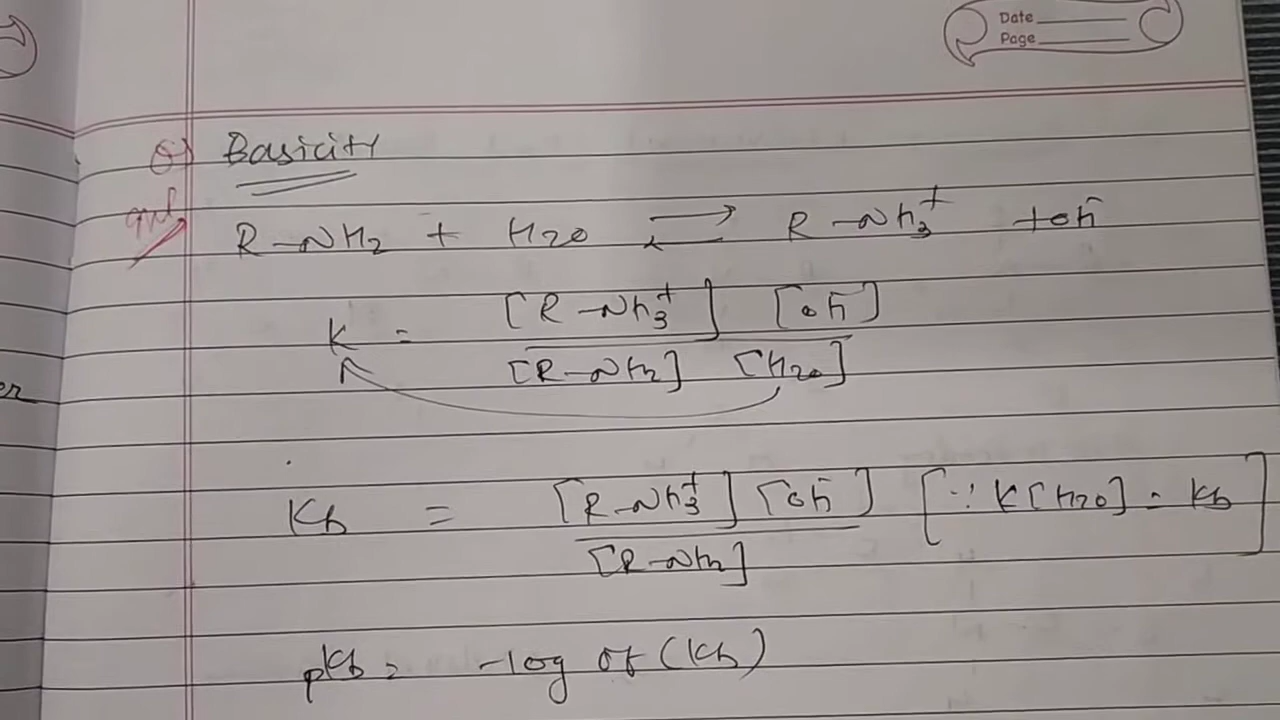 Date
Page
Basicity
R-NH2 + H2O ⇌ R-Nh3+ + oh-
K = [R-Nh3+] [oh-]
[R-NH2] [H2O]
Kb = [R-Nh3+] [oh-] [∵ K[H2O] = Kb]
[R-NH2]
pKb = -log of (Kb)